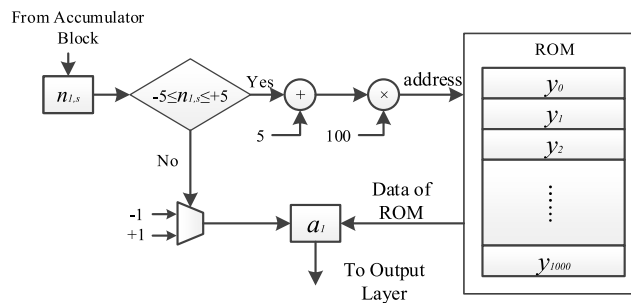 From Accumulator
Block
n1,s
-5≤n1,s≤+5
Yes
+
5
×
100
address
ROM
y0
y1
y2
......
y1000
No
-1
+1
a1
Data of
ROM
To Output
Layer